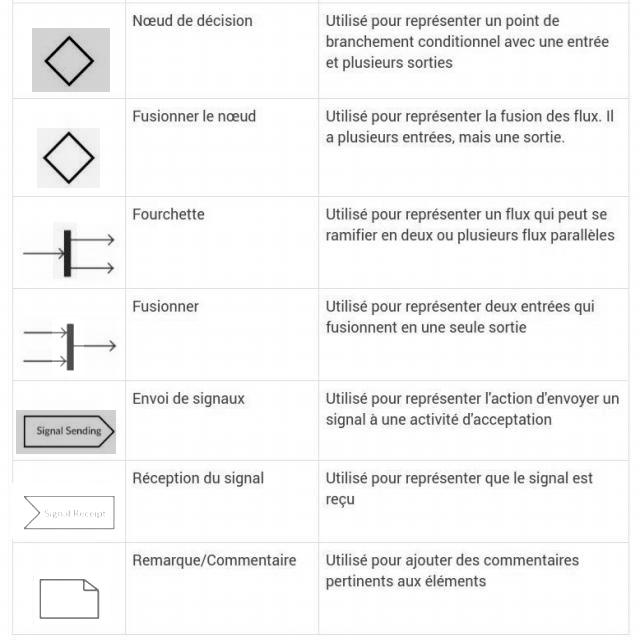 Nœud de décision
Utilisé pour représenter un point de
branchement conditionnel avec une entrée
et plusieurs sorties
Fusionner le nœud
Utilisé pour représenter la fusion des flux. Il
a plusieurs entrées, mais une sortie.
Fourchette
Utilisé pour représenter un flux qui peut se
ramifier en deux ou plusieurs flux parallèles
Fusionner
Utilisé pour représenter deux entrées qui
fusionnent en une seule sortie
Signal Sending
Envoi de signaux
Utilisé pour représenter l'action d'envoyer un
signal à une activité d'acceptation
Signal Receipt
Réception du signal
Utilisé pour représenter que le signal est
reçu
Remarque/Commentaire
Utilisé pour ajouter des commentaires
pertinents aux éléments